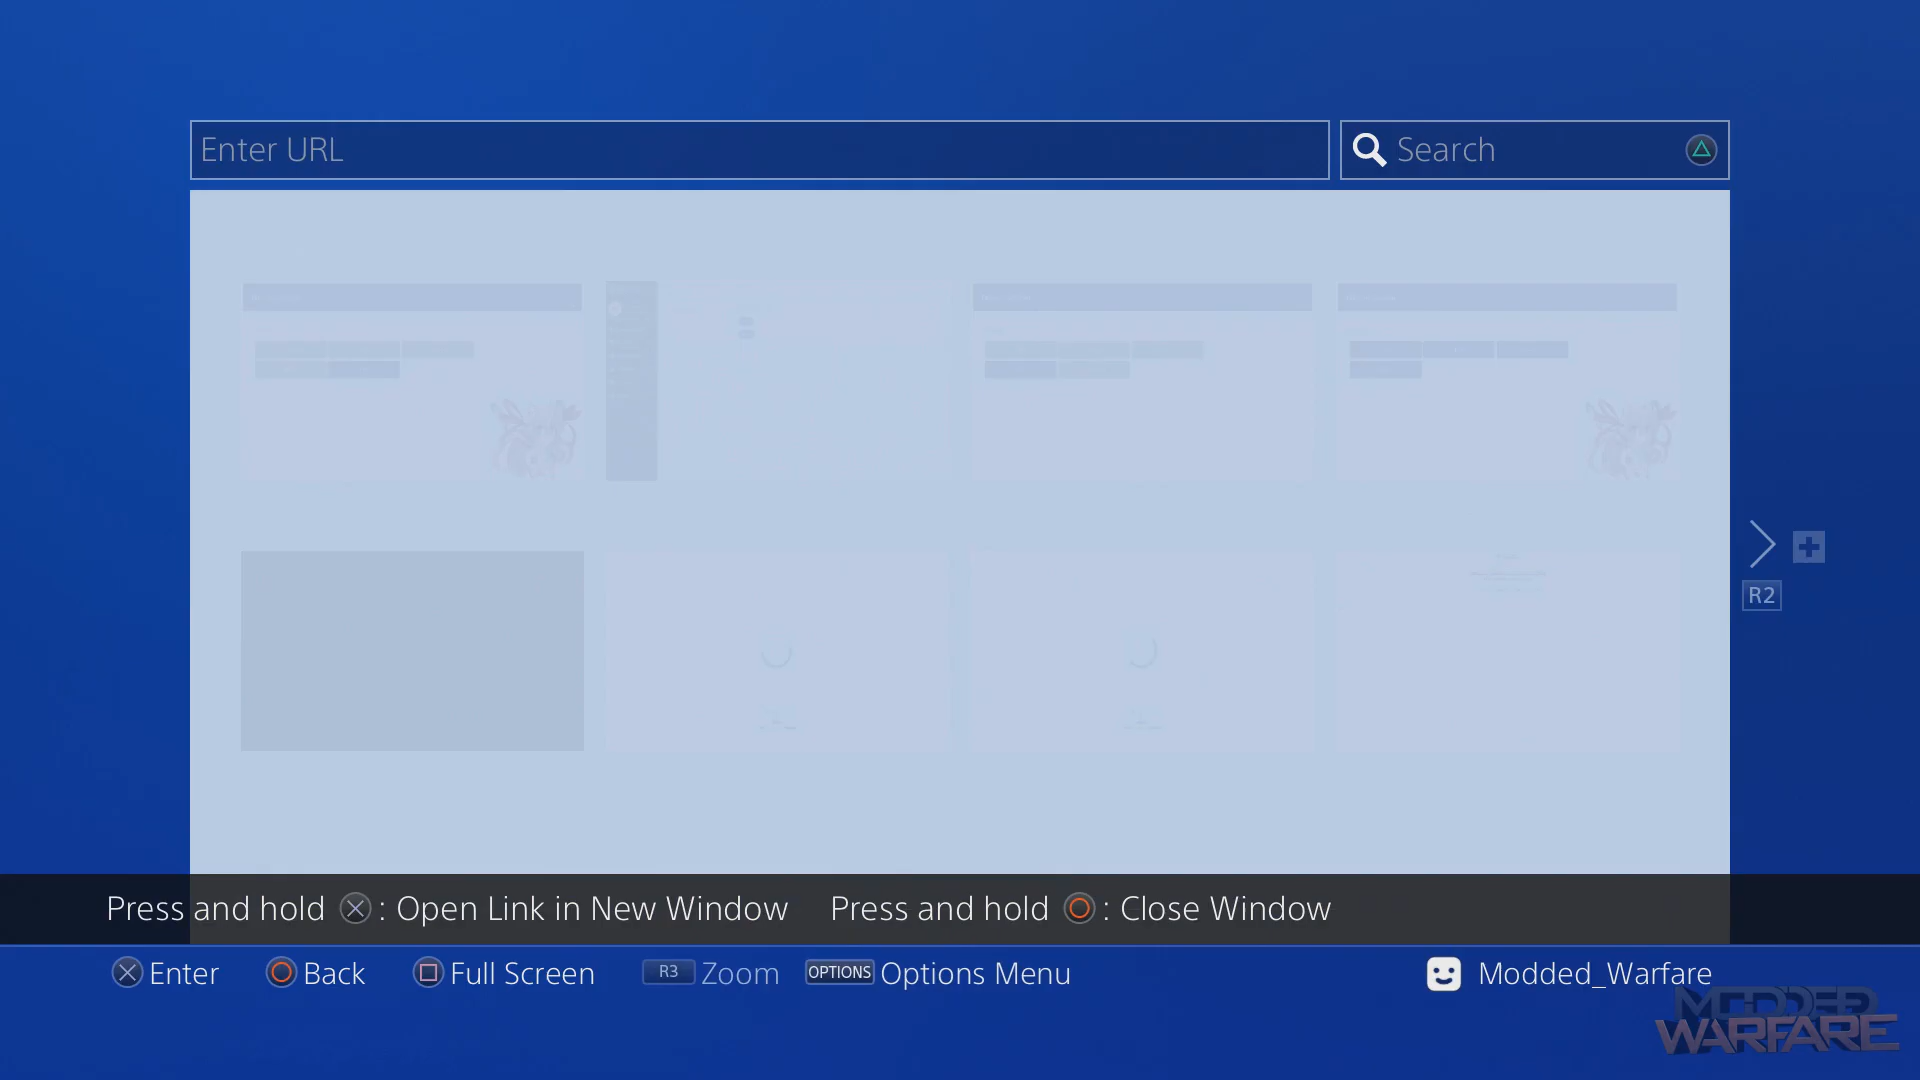 Enter URL
Search
R2
Press and hold : Open Link in New Window Press and hold : Close Window
Enter Back Full Screen R3 Zoom OPTIONS Options Menu Modded_Warfare
MODDED
WARFARE